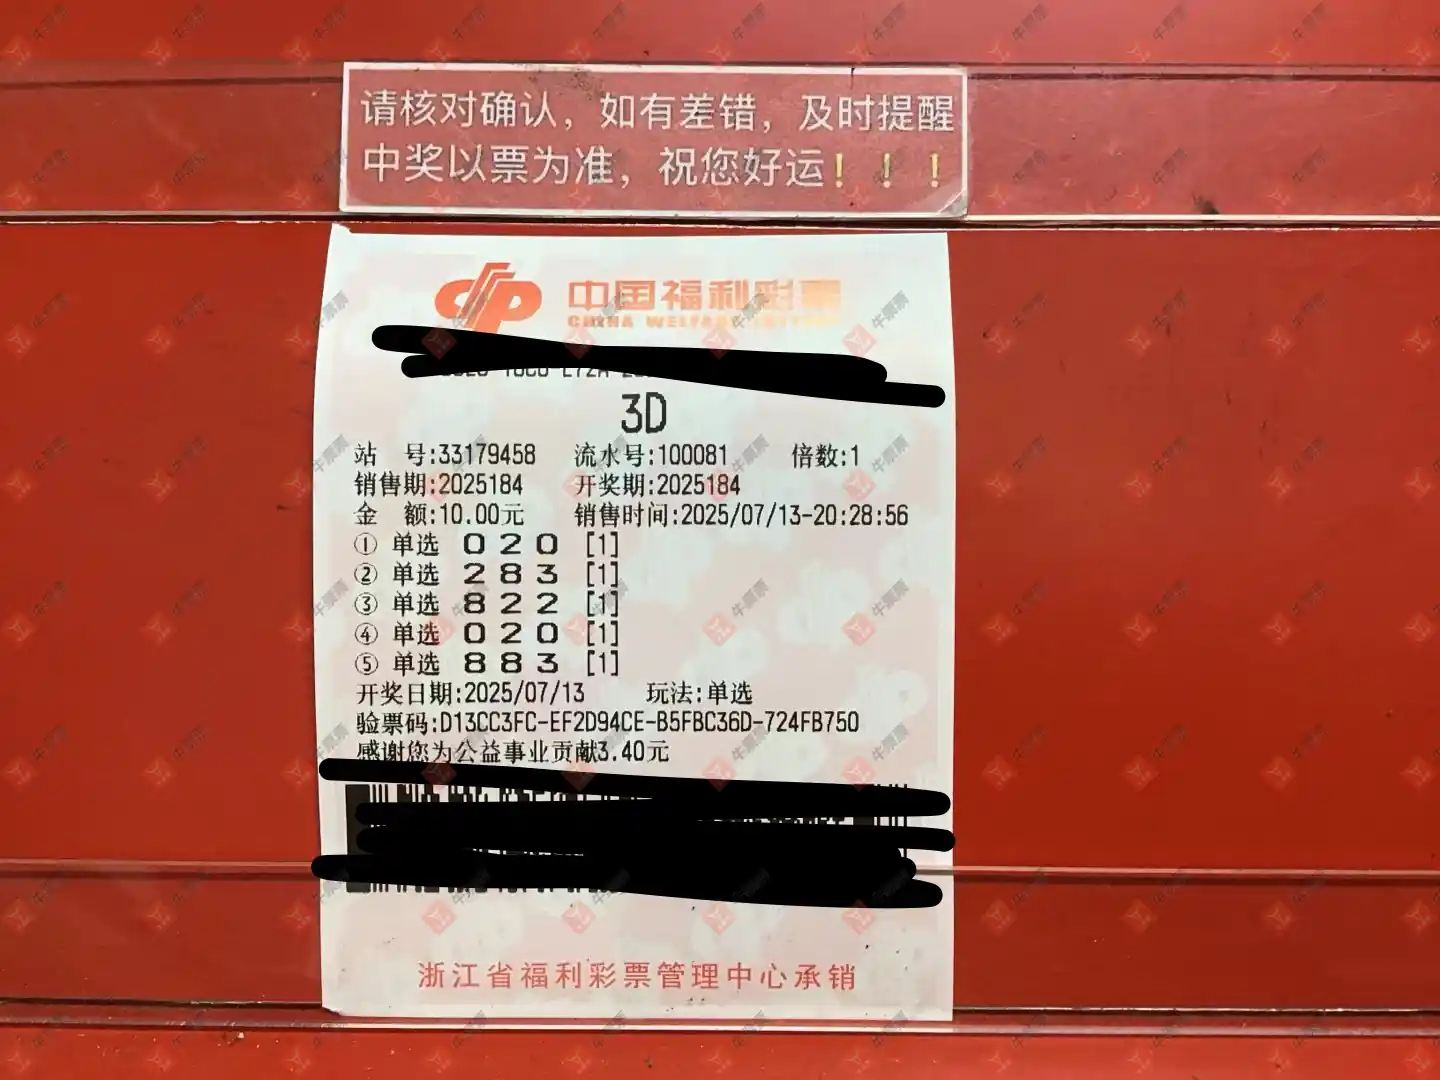 请核对确认，如有差错，及时提醒
中奖以票为准，祝您好运！！！
中国福利彩票
CHINA WELFARE LOTTERY
3D
站 号:33179458 流水号:100081 倍数:1
销售期:2025184 开奖期:2025184
金 额:10.00元 销售时间:2025/07/13-20:28:56
① 单选 0 2 0 [1]
② 单选 2 8 3 [1]
③ 单选 8 2 2 [1]
④ 单选 0 2 0 [1]
⑤ 单选 8 8 3 [1]
开奖日期:2025/07/13 玩法:单选
验票码:D13CC3FC-EF2D94CE-B5FBC36D-724FB750
感谢您为公益事业贡献3.40元
浙江省福利彩票管理中心承销
牛票票